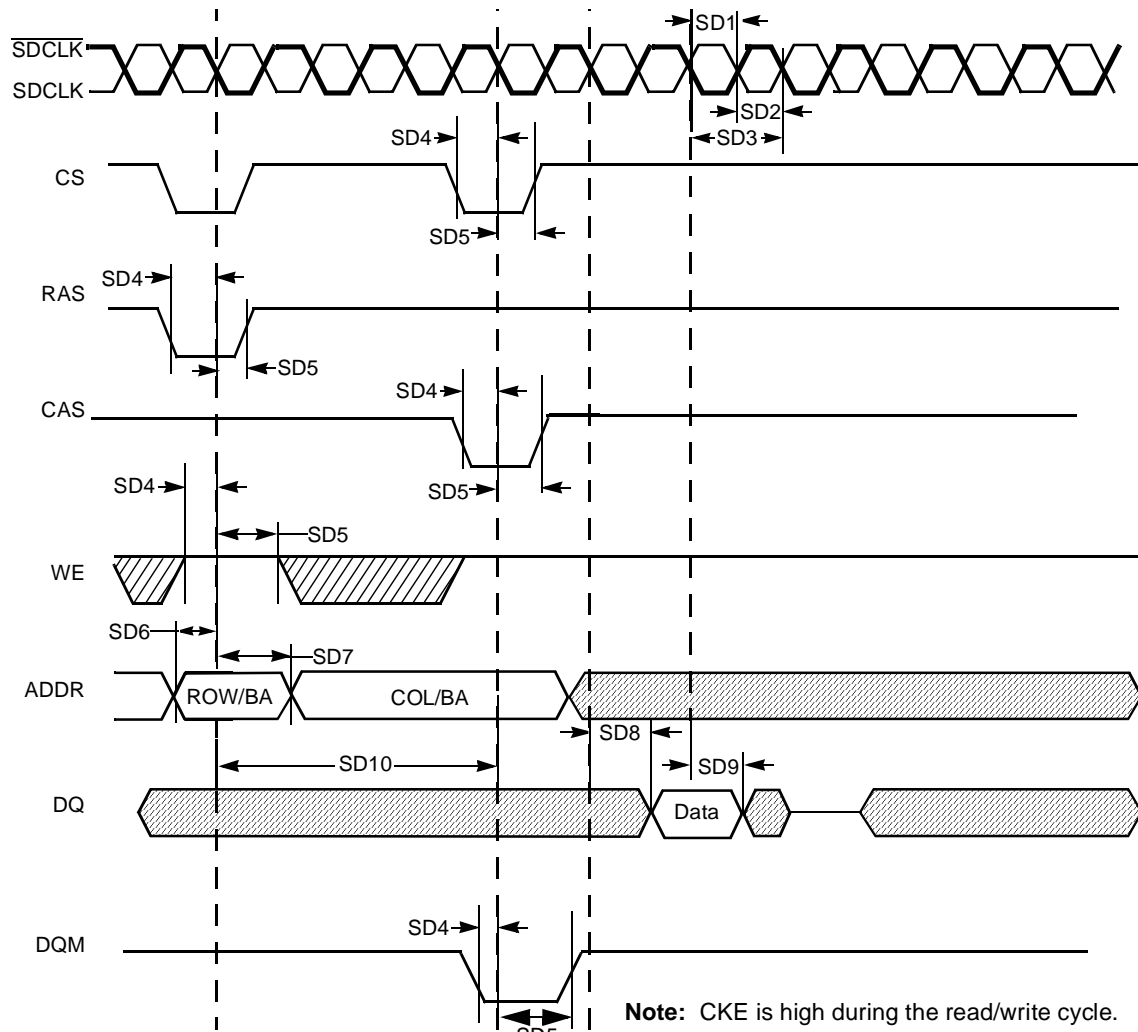 SD1
SDCLK
SDCLK
SD2
SD4
SD3
CS
SD5
SD4
RAS
SD5
SD4
CAS
SD4
SD5
SD5
WE
SD6
SD7
ADDR
ROW/BA
COL/BA
SD8
SD10
SD9
DQ
Data
SD4
DQM
Note: CKE is high during the read/write cycle.
SD5